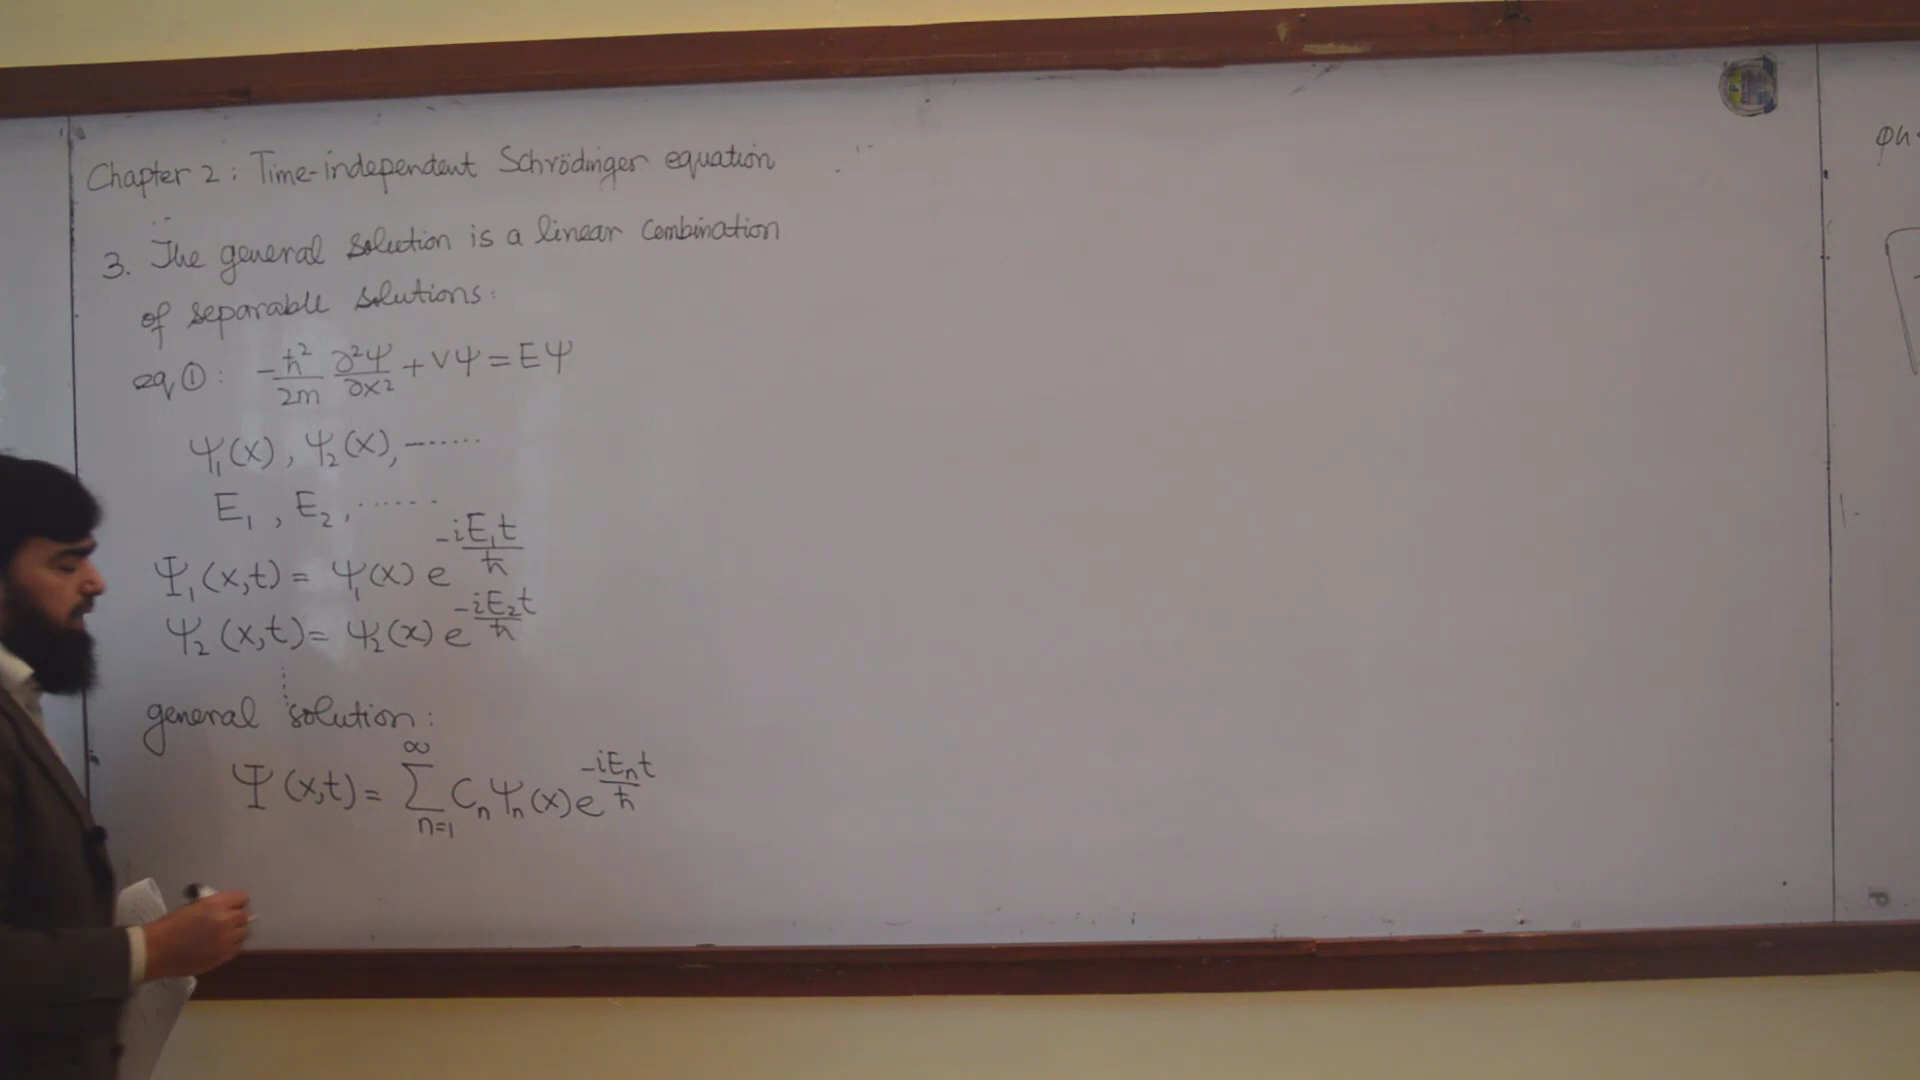 Chapter 2: Time-independent Schrödinger equation
3. The general solution is a linear combination
of separable solutions:
eq ①: -ħ²/2m ∂²Ψ/∂x² + VΨ = EΨ
Ψ₁(x), Ψ₂(x), -······
E₁, E₂, ······
Ψ₁(x,t) = Ψ₁(x) e^(-iE₁t/ħ)
Ψ₂(x,t) = Ψ₂(x) e^(-iE₂t/ħ)
general solution:
Ψ(x,t) = ∑_{n=1}^{∞} Cₙ Ψₙ(x) e^(-iEₙt/ħ)